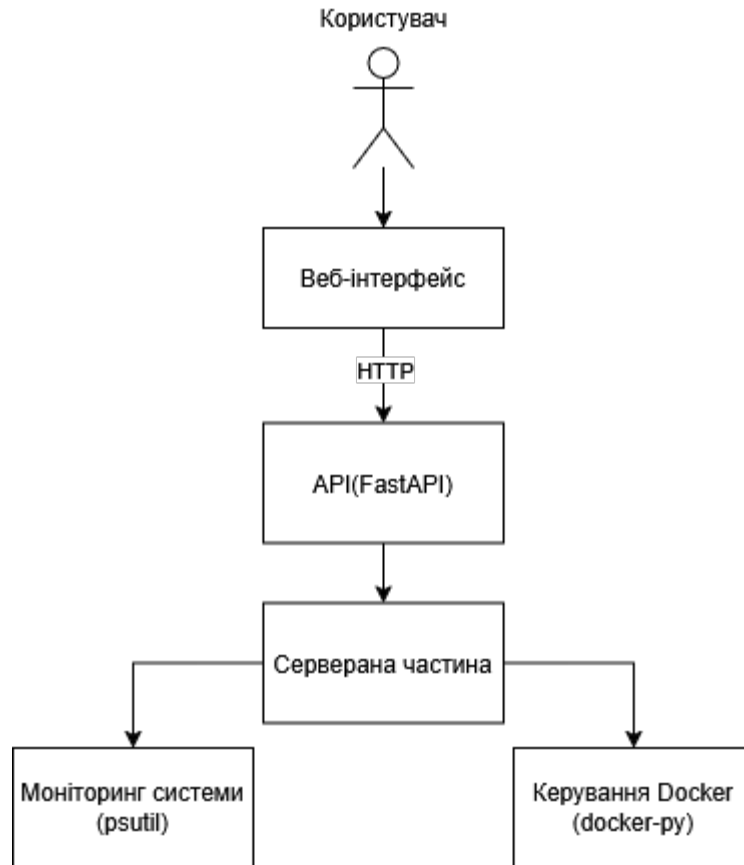 Користувач
Веб-інтерфейс
HTTP
API(FastAPI)
Серверана частина
Моніторинг системи
(psutil)
Керування Docker
(docker-py)